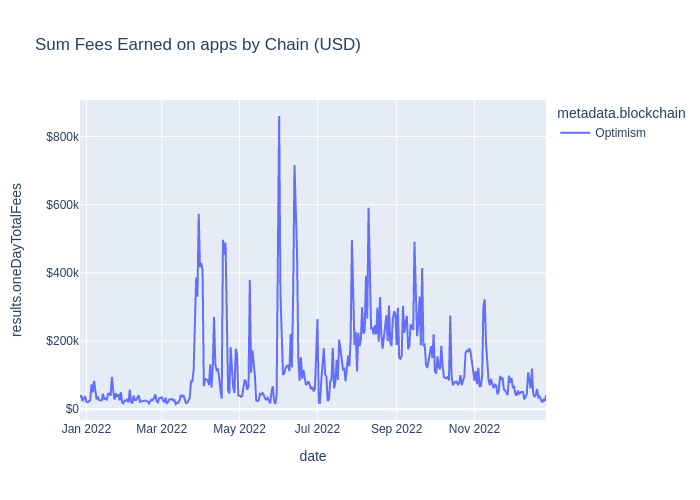 Sum Fees Earned on apps by Chain (USD)
metadata.blockchain
Optimism
results.oneDayTotalFees
$800k
$600k
$400k
$200k
$0
Jan 2022
Mar 2022
May 2022
Jul 2022
Sep 2022
Nov 2022
date